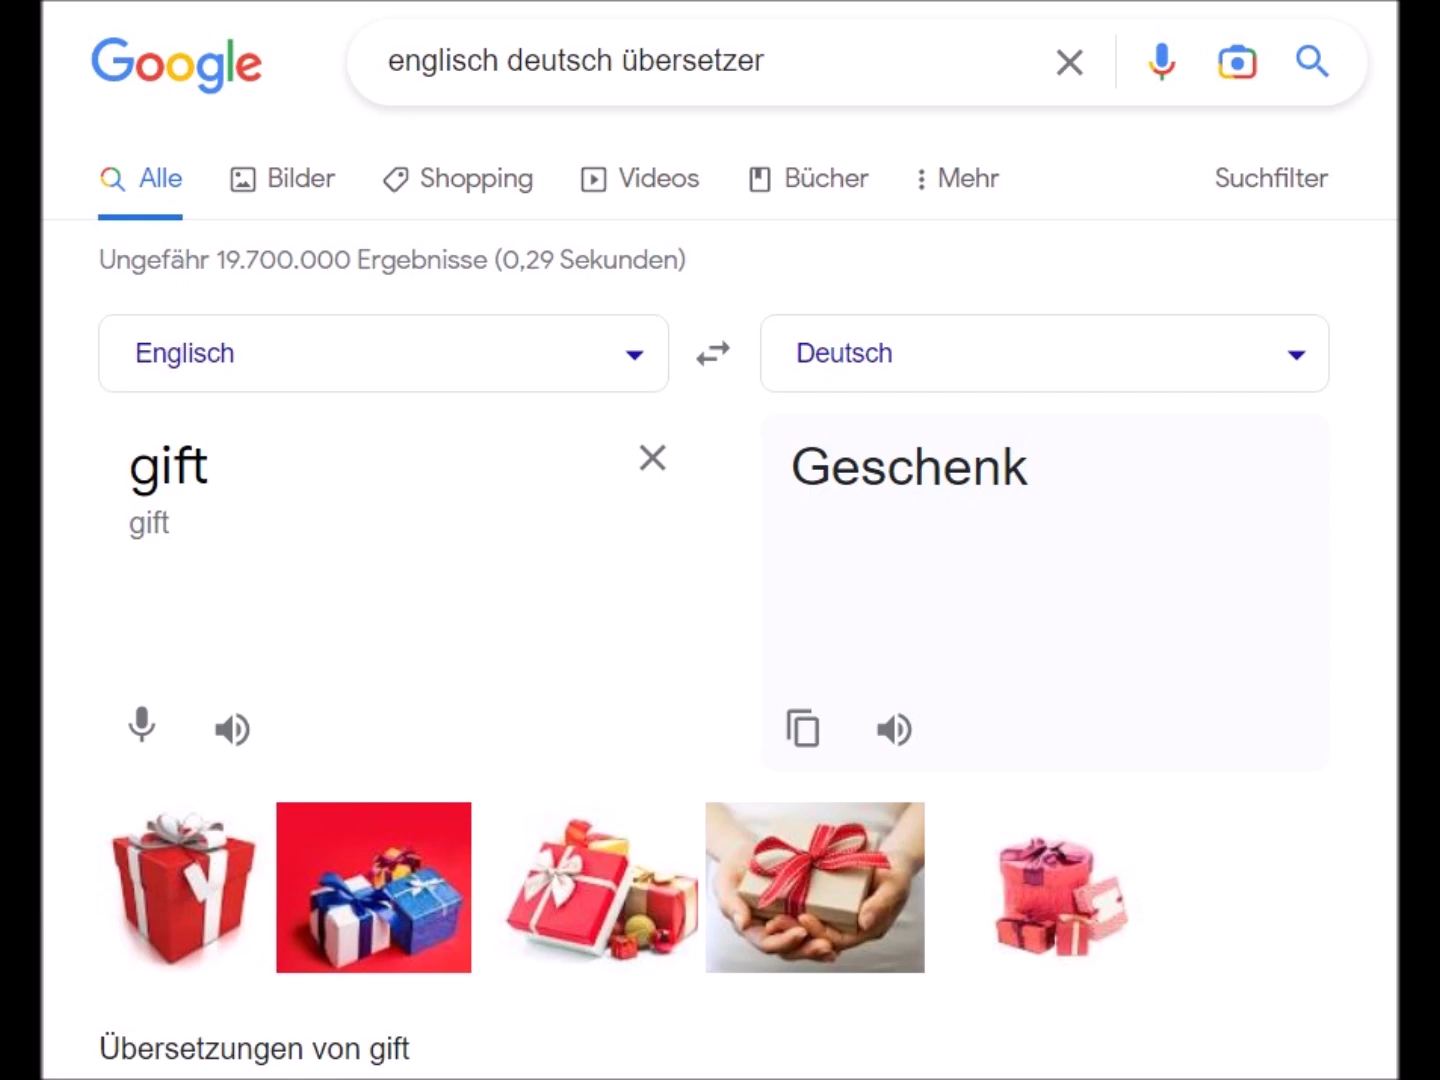 Google
englisch deutsch übersetzer
Alle Bilder Shopping Videos Bücher Mehr Suchfilter
Ungefähr 19.700.000 Ergebnisse (0,29 Sekunden)
Englisch Deutsch
gift Geschenk
gift
Übersetzungen von gift